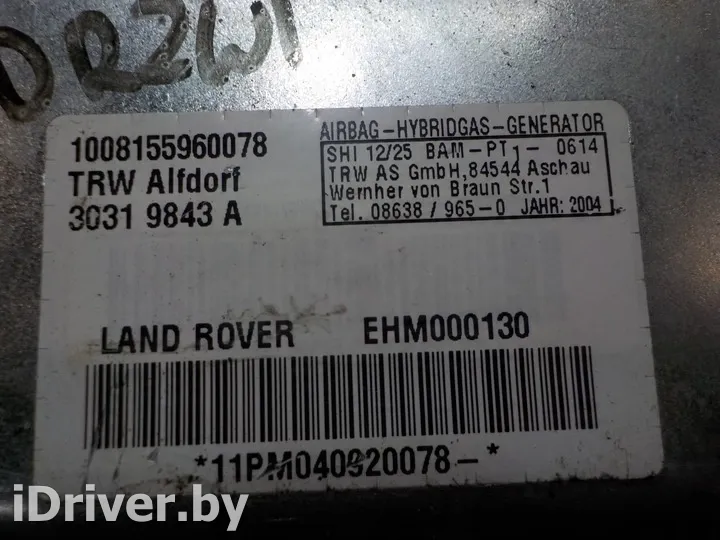 DRZWI
1008155960078
TRW Alfdorf
3031 9843 A
AIRBAG-HYBRIDGAS-GENERATOR
SHI 12/25 BAM-PT1- 0614
TRW AS GmbH,84544 Aschau
Wernher von Braun Str.1
Tel. 08638 / 965-0 JAHR: 2004
LAND ROVER EHM000130
*11PM040920078-*
iDriver.by